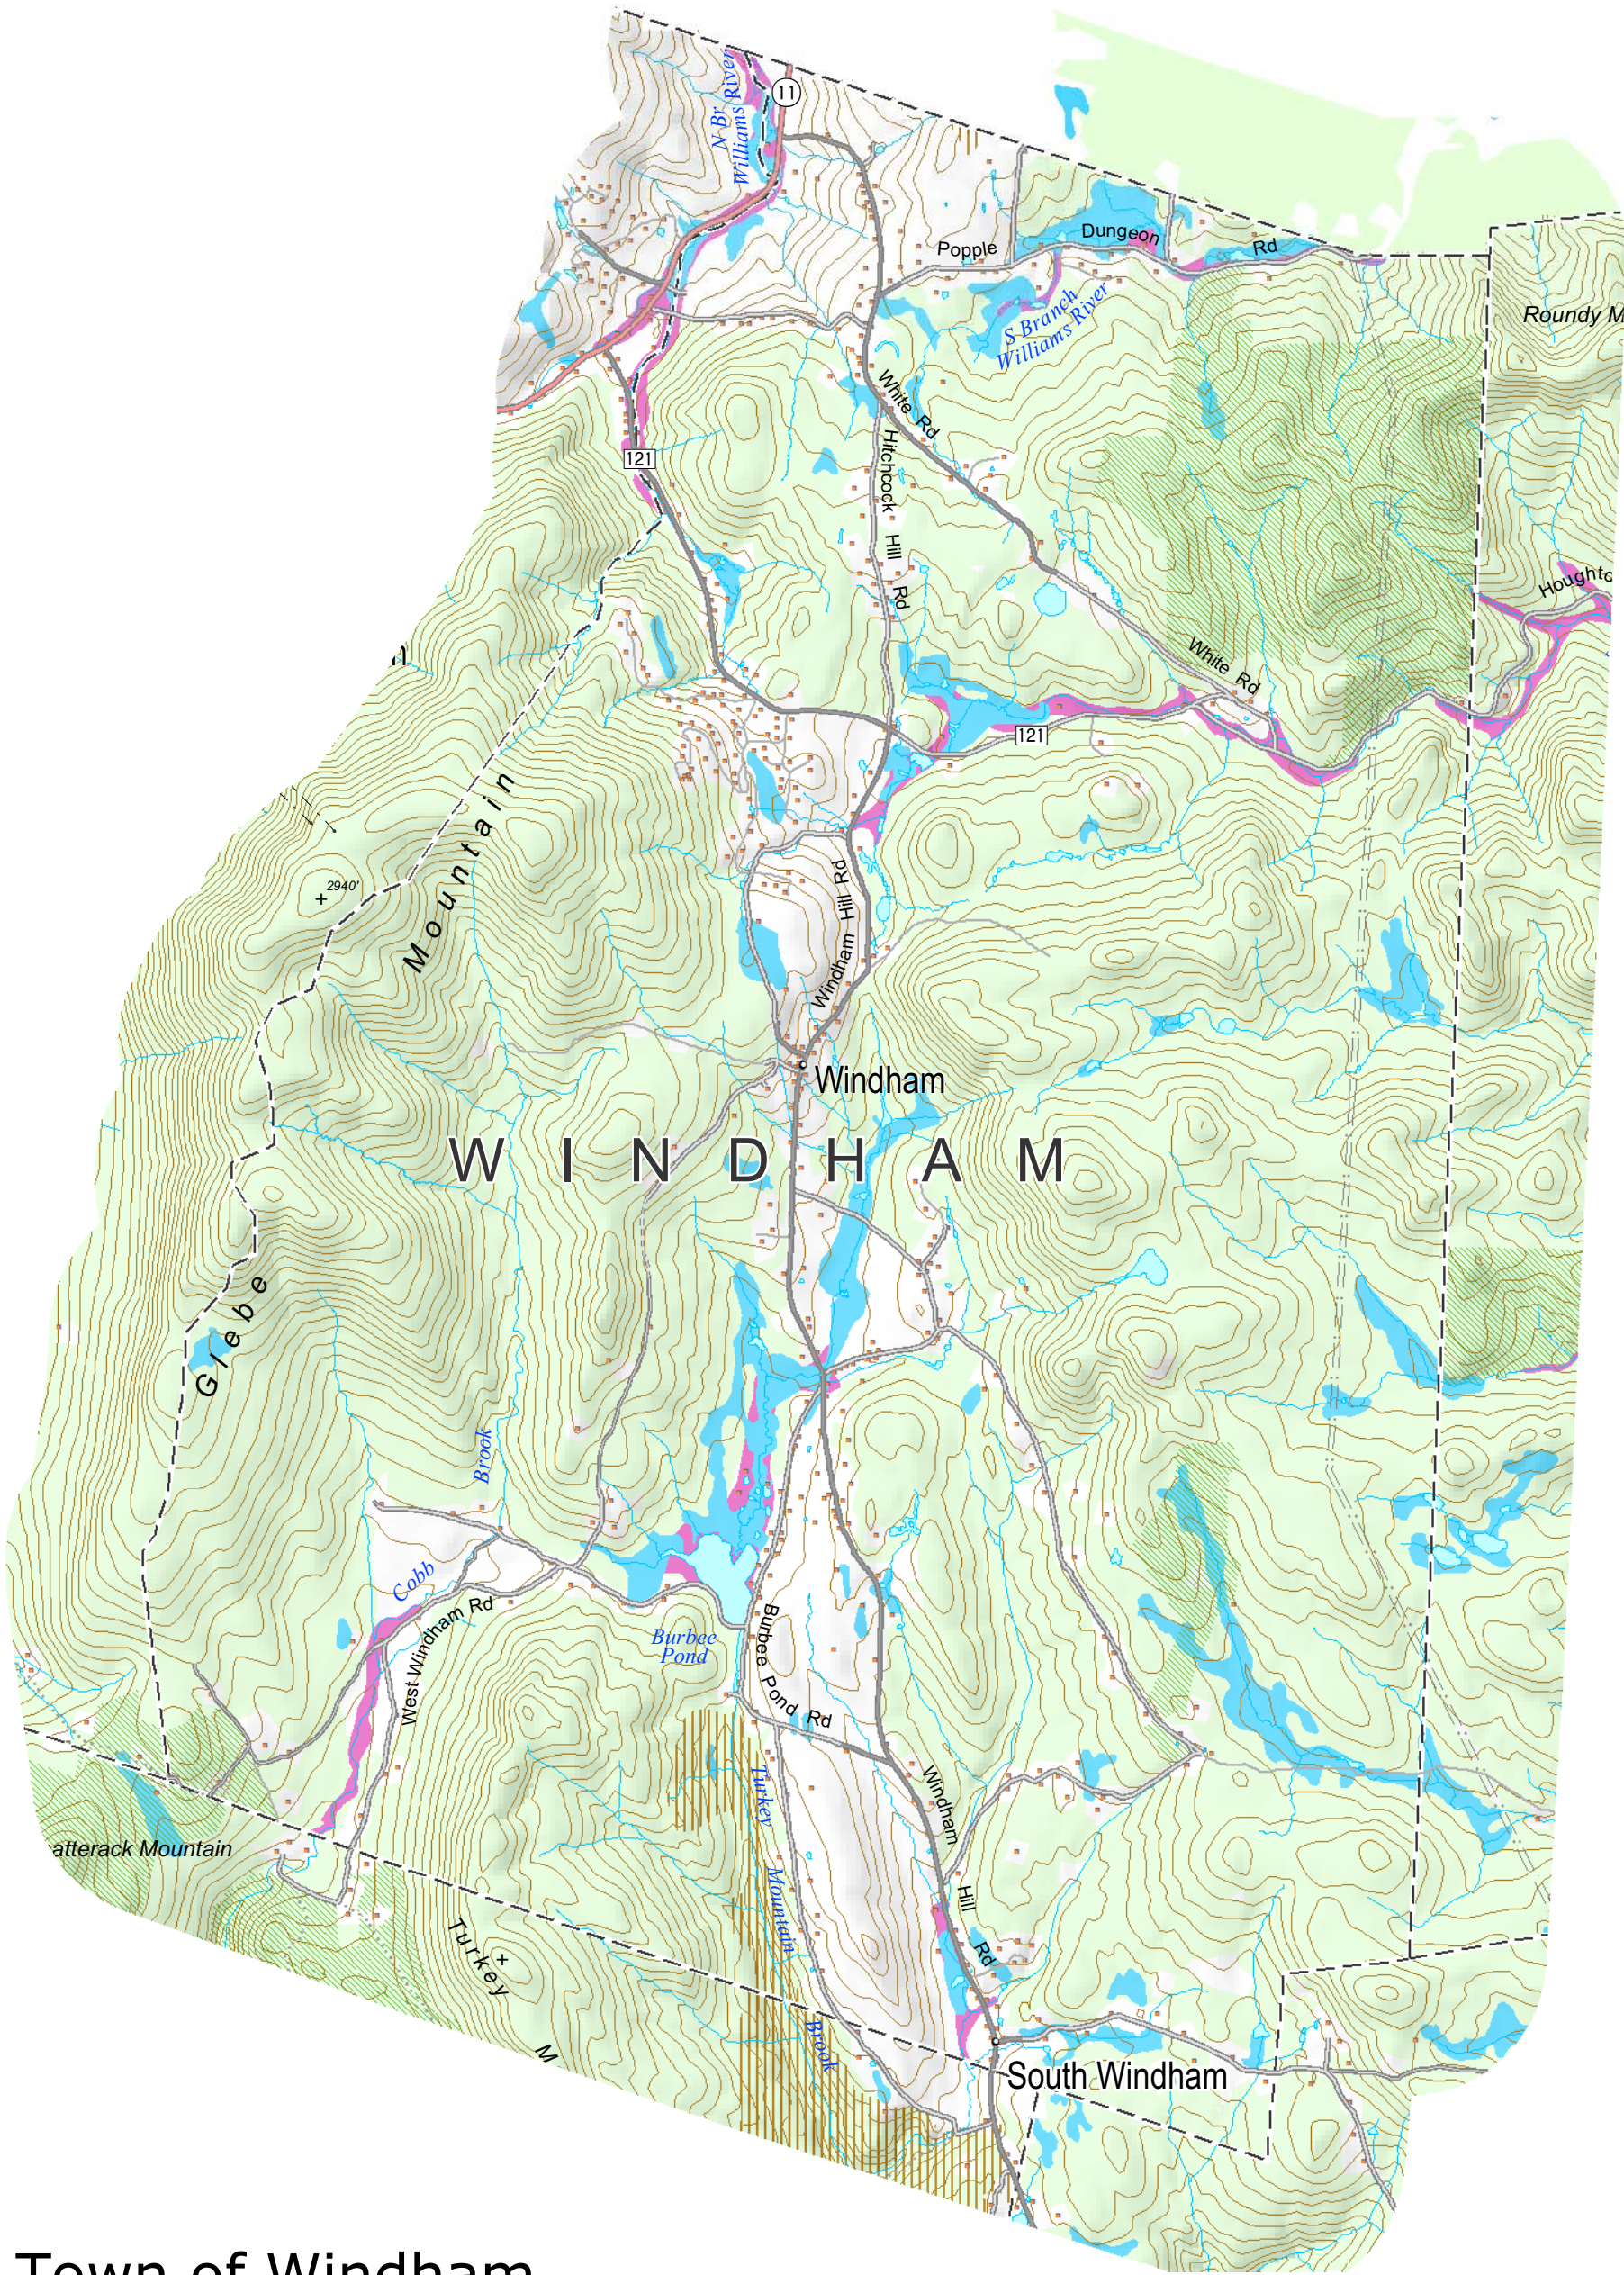 11
N Br
Williams River
Popple Dungeon Rd
S Branch
Williams River
Roundy M
White Rd
Hitchcock Hill Rd
121
Houghto
White Rd
121
Mountain
2940'
Windham Hill Rd
Windham
WINDHAM
Glebe
Brook
Cobb
West Windham Rd
Burbee
Pond
Burbee Pond Rd
Turkey Mountain Brook
Windham Hill Rd
atterack Mountain
Turkey M
South Windham
Town of Windham